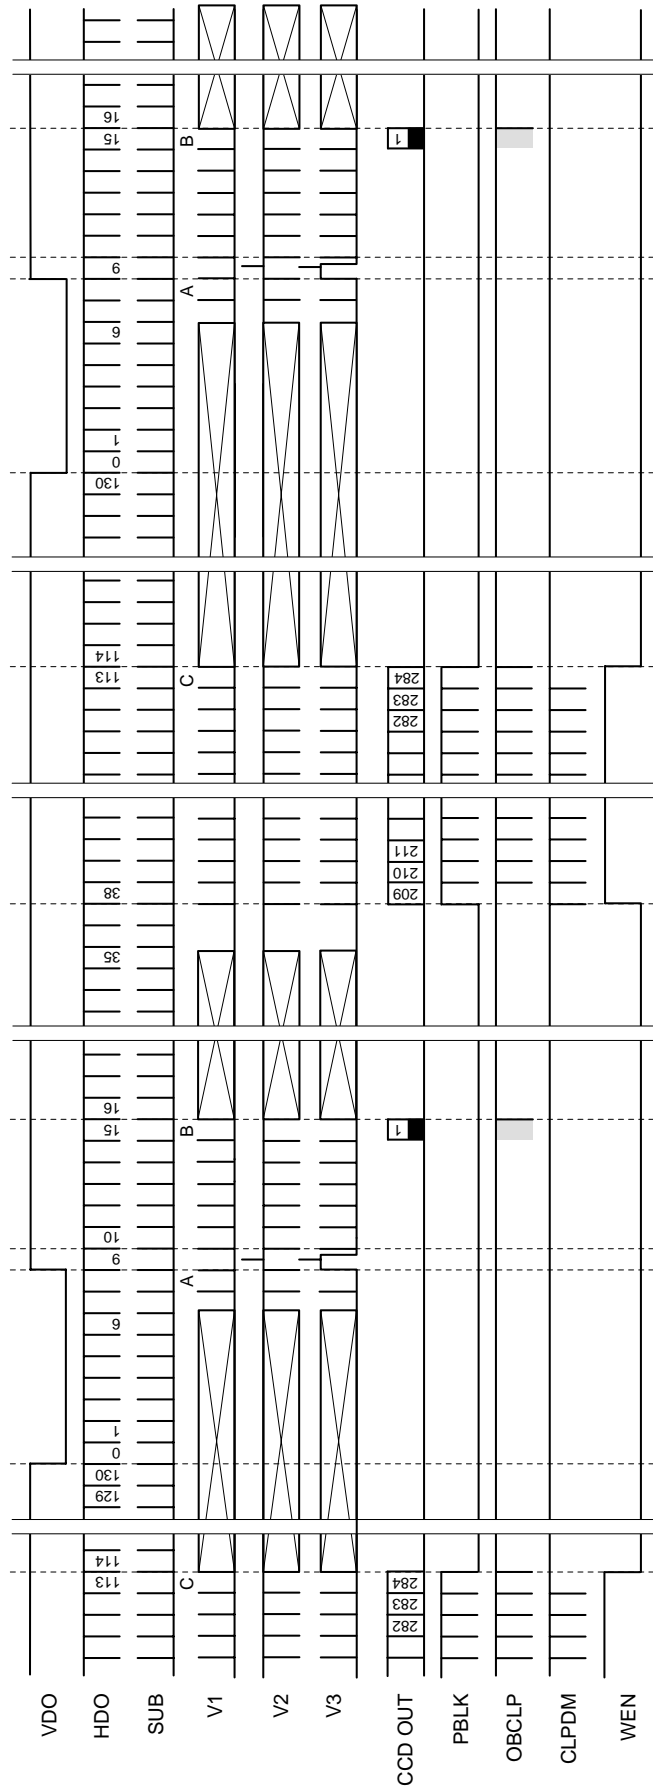 VDO
HDO 113 114 129 130 0 1 6 9 10 15 16 35 38 113 114 130 0 1 6 9 15 16
SUB
C A B C A B
V1
V2
V3
CCD OUT 282 283 284 1 209 210 211 282 283 284 1
PBLK
OBCLP
CLPDM
WEN